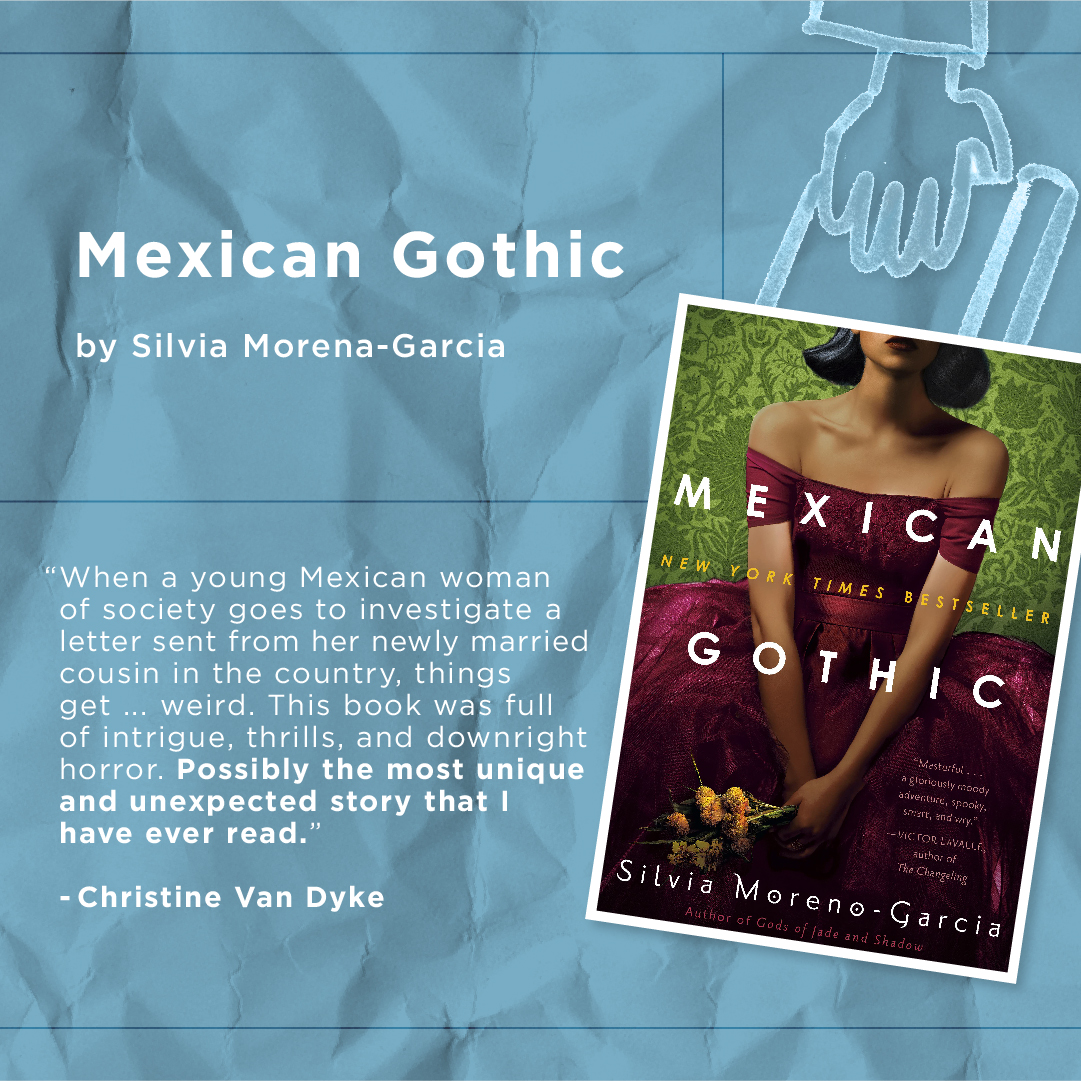 Mexican Gothic
by Silvia Morena-Garcia
“When a young Mexican woman
of society goes to investigate a
letter sent from her newly married
cousin in the country, things
get ... weird. This book was full
of intrigue, thrills, and downright
horror. Possibly the most unique
and unexpected story that I
have ever read.”
- Christine Van Dyke
MEXICAN
NEW YORK TIMES BESTSELLER
GOTHIC
“Masterful . . .
a gloriously moody
adventure, spooky,
smart, and wry.”
—VICTOR LAVALLE,
author of
The Changeling
Silvia Moreno-Garcia
Author of Gods of Jade and Shadow